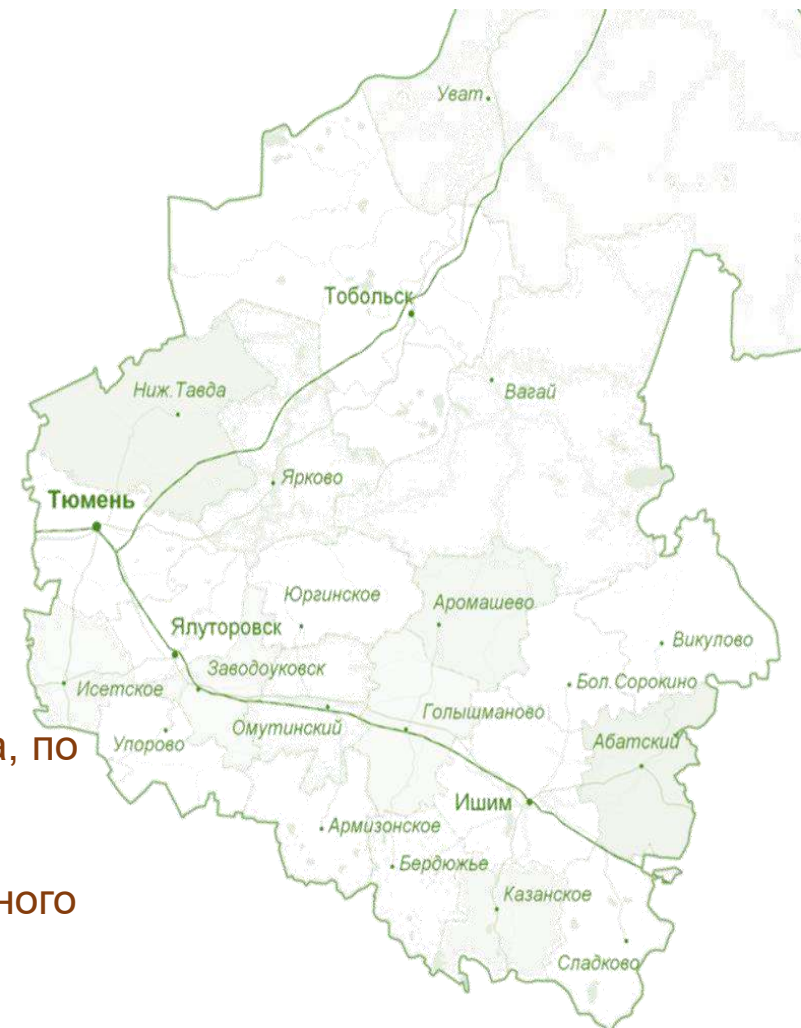 Уват
Тобольск
Ниж.Тавда
Вагай
Ярково
Тюмень
Юргинское
Аромашево
Ялуторовск
Викулово
Заводоуковск
Исетское
Бол.Сорокино
Омутинский
Голышманово
Упорово
Абатский
а, по
Ишим
Армизонское
Бердюжье
Казанское
ного
Сладково